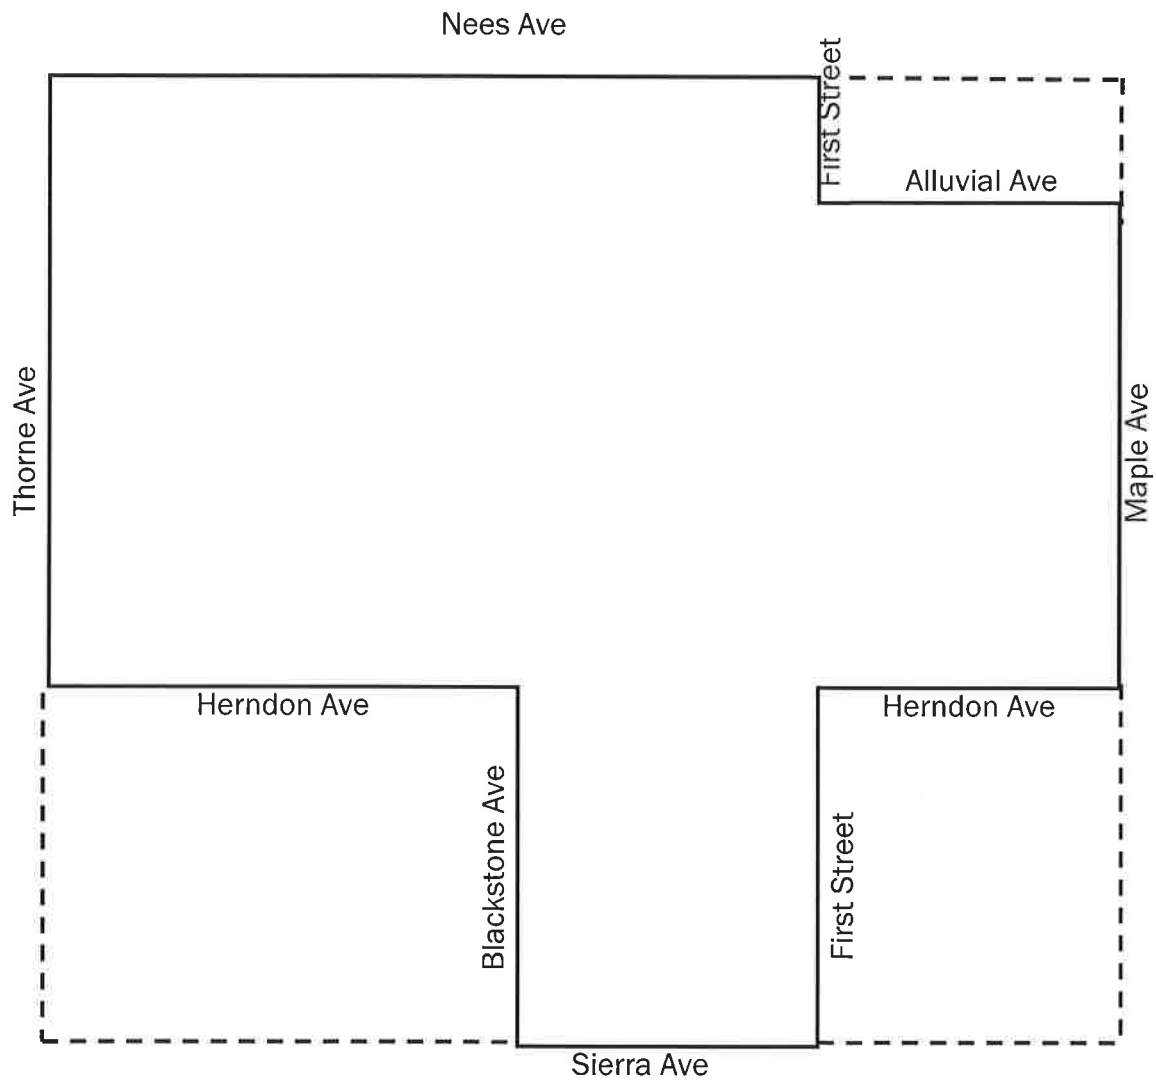 Nees Ave
First Street
Alluvial Ave
Thorne Ave
Maple Ave
Herndon Ave
Herndon Ave
Blackstone Ave
First Street
Sierra Ave